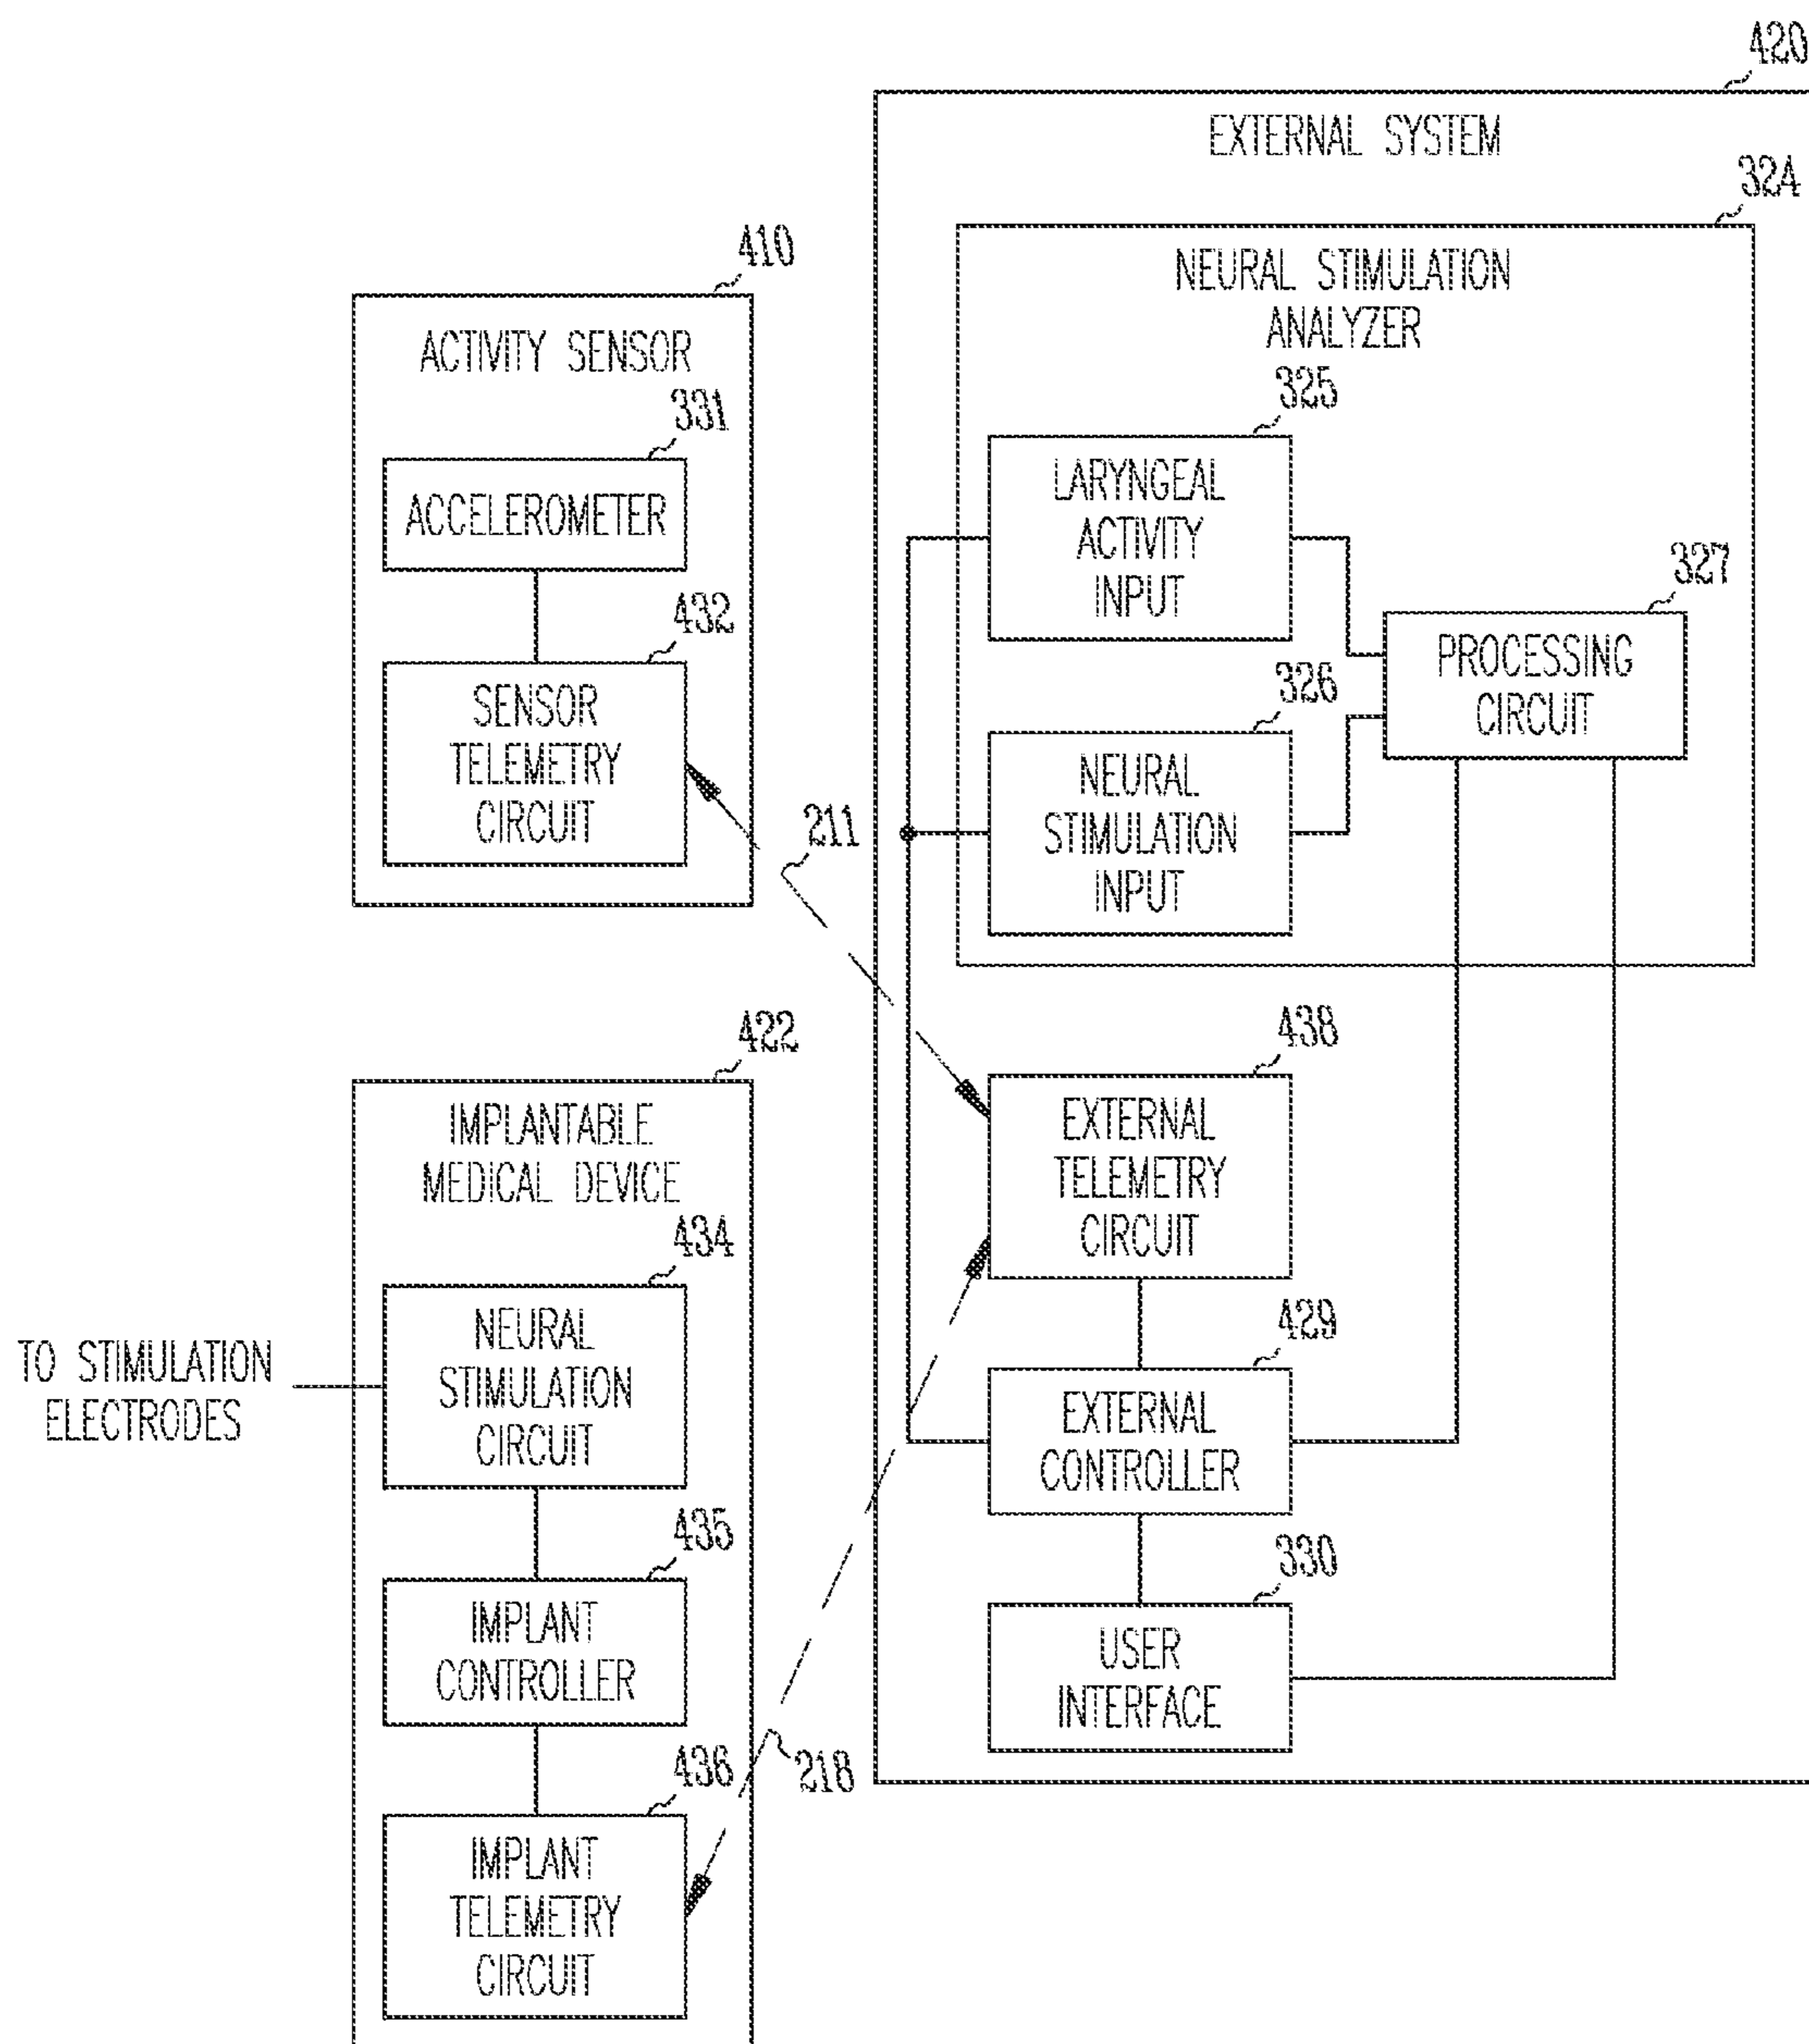 420
EXTERNAL SYSTEM
324
NEURAL STIMULATION
ANALYZER
325
LARYNGEAL
ACTIVITY
INPUT
327
PROCESSING
CIRCUIT
326
NEURAL
STIMULATION
INPUT
410
ACTIVITY SENSOR
331
ACCELEROMETER
432
SENSOR
TELEMETRY
CIRCUIT
211
438
EXTERNAL
TELEMETRY
CIRCUIT
429
EXTERNAL
CONTROLLER
330
USER
INTERFACE
422
IMPLANTABLE
MEDICAL DEVICE
434
NEURAL
STIMULATION
CIRCUIT
TO STIMULATION
ELECTRODES
435
IMPLANT
CONTROLLER
436
IMPLANT
TELEMETRY
CIRCUIT
218